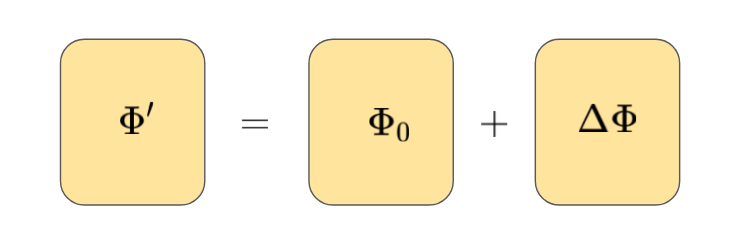 Φ′ = Φ₀ + ΔΦ